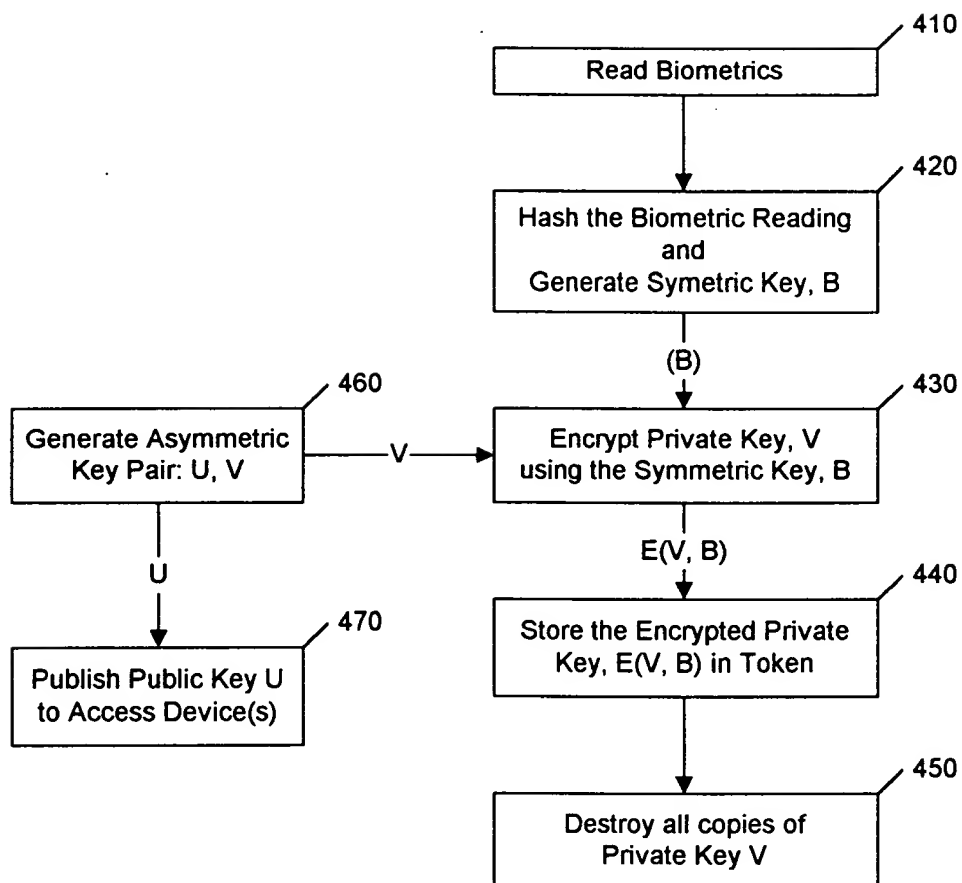 410
Read Biometrics
420
Hash the Biometric Reading
and
Generate Symetric Key, B
(B)
460
430
Generate Asymmetric
Key Pair: U, V
V
Encrypt Private Key, V
using the Symmetric Key, B
U
E(V, B)
440
470
Store the Encrypted Private
Key, E(V, B) in Token
Publish Public Key U
to Access Device(s)
450
Destroy all copies of
Private Key V